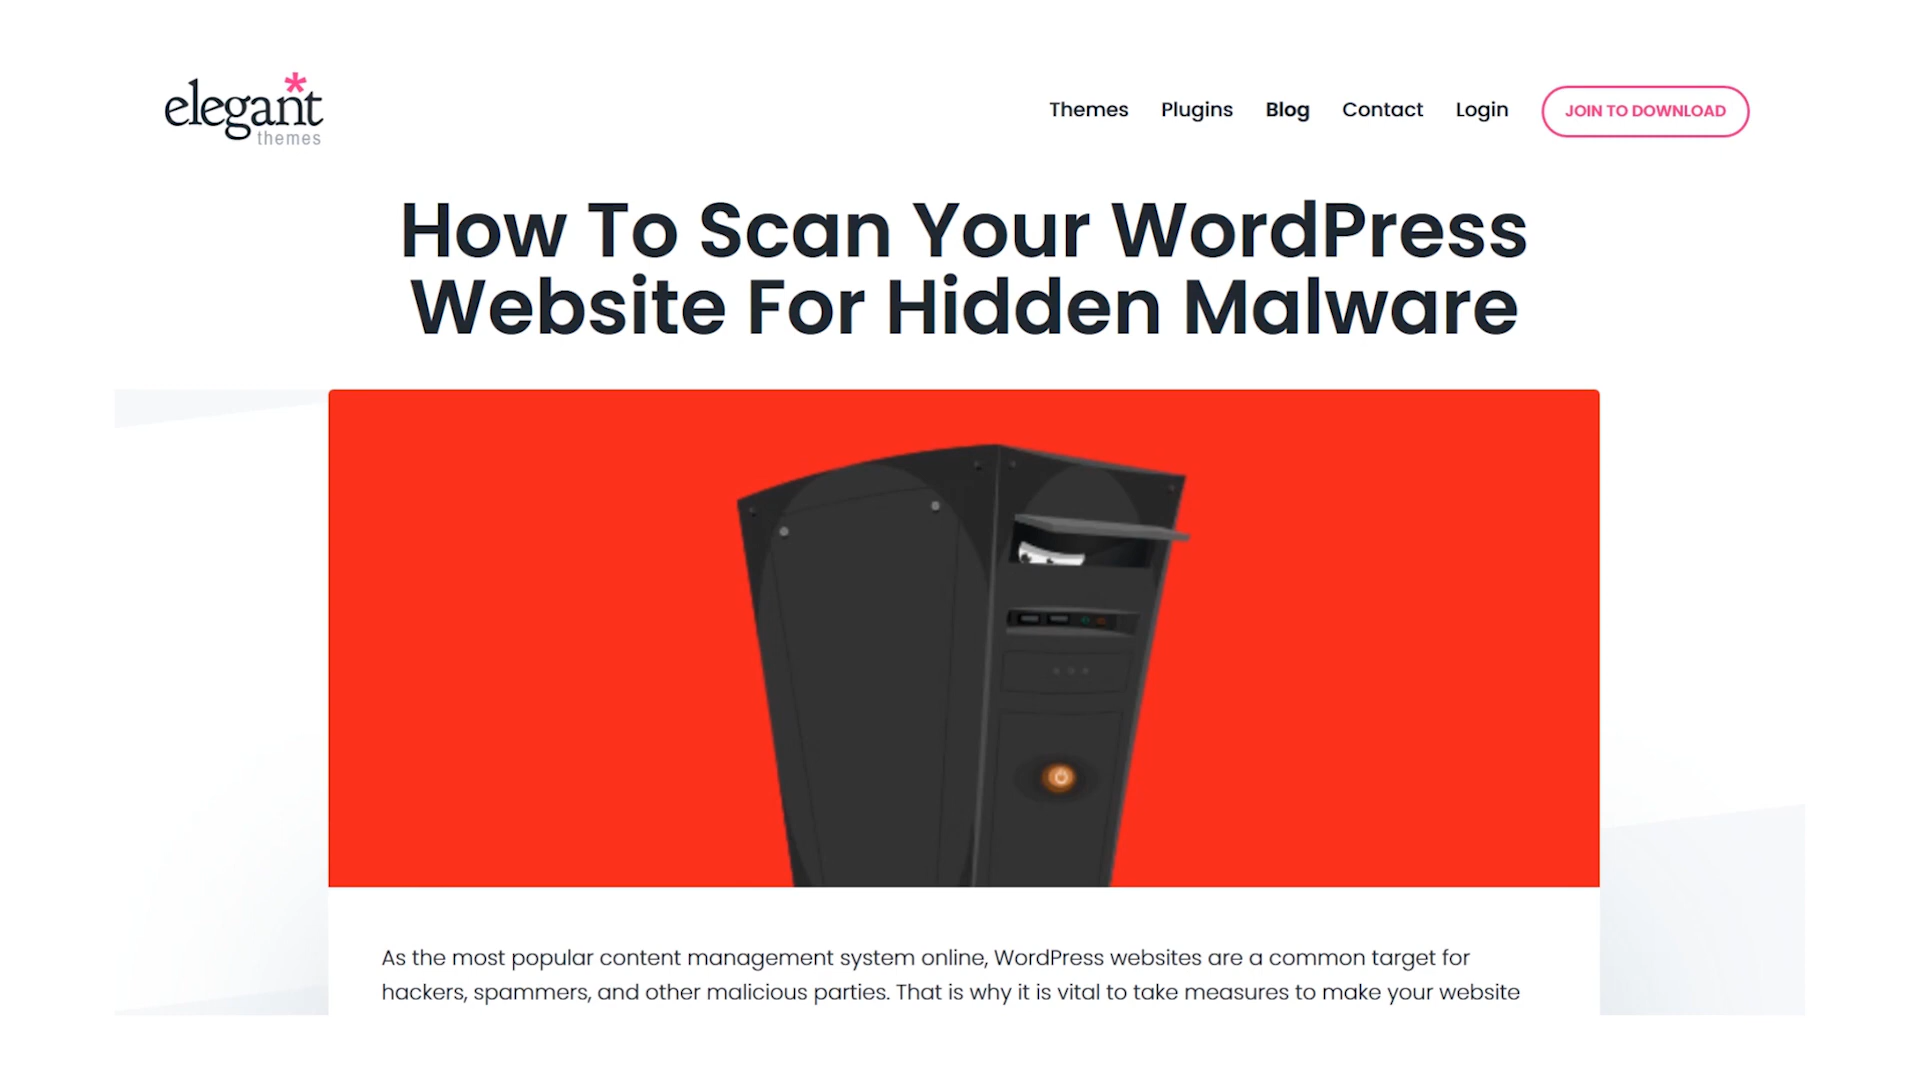 elegant
themes
Themes Plugins Blog Contact Login JOIN TO DOWNLOAD
How To Scan Your WordPress
Website For Hidden Malware
As the most popular content management system online, WordPress websites are a common target for
hackers, spammers, and other malicious parties. That is why it is vital to take measures to make your website